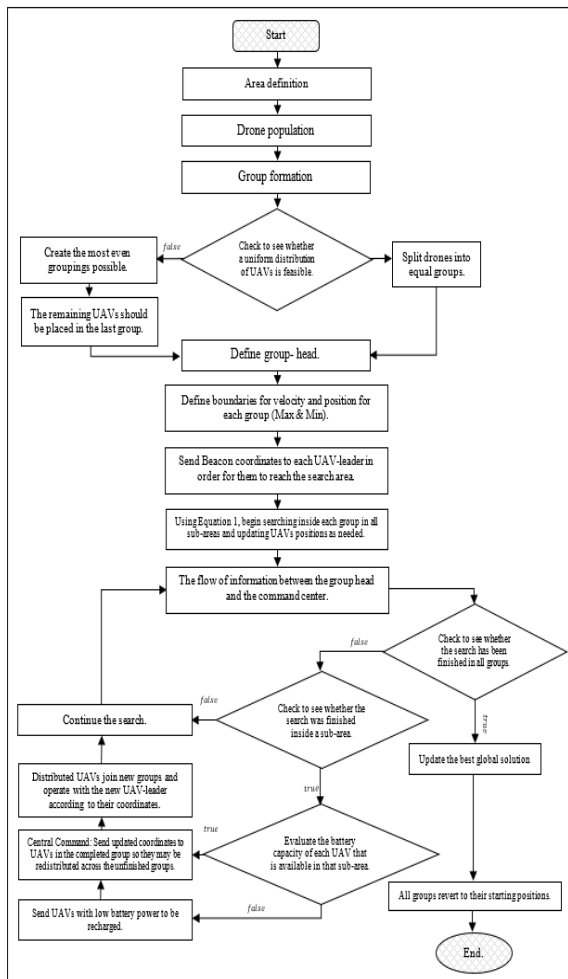 Start
Area definition
Drone population
Group formation
Check to see whether
a uniform distribution
of UAVs is feasible.
false
Create the most even
groupings possible.
The remaining UAVs should
be placed in the last group.
Split drones into
equal groups.
Define group- head.
Define boundaries for velocity and position for
each group (Max & Min).
Send Beacon coordinates to each UAV-leader in
order for them to reach the search area.
Using Equation 1, begin searching inside each group in all
sub-areas and updating UAVs positions as needed.
The flow of information between the group head
and the command center.
Check to see whether
the search has been
finished in all groups.
false
true
Check to see whether the
search was finished
inside a sub-area.
false
true
Continue the search.
Update the best global solution
Distributed UAVs join new groups and
operate with the new UAV-leader
according to their coordinates.
Evaluate the battery
capacity of each UAV that
is available in that sub-area.
true
false
Central Command: Send updated coordinates to
UAVs in the completed group so they may be
redistributed across the unfinished groups.
Send UAVs with low battery power to be
recharged.
All groups revert to their starting positions.
End.